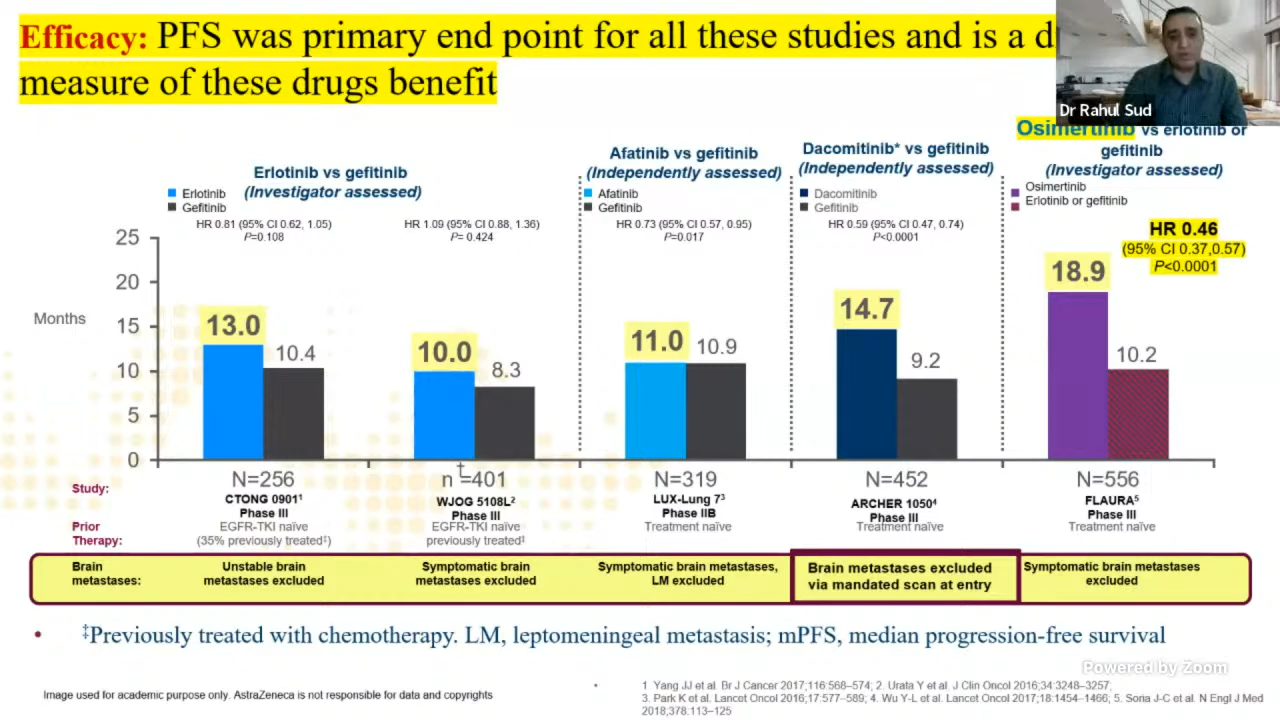 Efficacy: PFS was primary end point for all these studies and is a d
measure of these drugs benefit
Dr Rahul Sud
Erlotinib vs gefitinib
(Investigator assessed)
Erlotinib
Gefitinib
HR 0.81 (95% CI 0.62, 1.05)
P=0.108
HR 1.09 (95% CI 0.88, 1.36)
P= 0.424
Afatinib vs gefitinib
(Independently assessed)
Afatinib
Gefitinib
HR 0.73 (95% CI 0.57, 0.95)
P=0.017
Dacomitinib* vs gefitinib
(Independently assessed)
Dacomitinib
Gefitinib
HR 0.59 (95% CI 0.47, 0.74)
P<0.0001
Osimertinib vs erlotinib or
gefitinib
(Investigator assessed)
Osimertinib
Erlotinib or gefitinib
HR 0.46
(95% CI 0.37,0.57)
P<0.0001
Months
25
20
15
10
5
0
13.0
10.4
10.0
8.3
11.0
10.9
14.7
9.2
18.9
10.2
Study:
N=256
CTONG 0901¹
Phase III
n†=401
WJOG 5108L²
Phase III
N=319
LUX-Lung 7³
Phase IIB
N=452
ARCHER 1050⁴
Phase III
N=556
FLAURA⁵
Phase III
Prior
Therapy:
EGFR-TKI naïve
(35% previously treated‡)
EGFR-TKI naïve
previously treated‡
Treatment naïve
Treatment naïve
Treatment naïve
Brain
metastases:
Unstable brain
metastases excluded
Symptomatic brain
metastases excluded
Symptomatic brain metastases,
LM excluded
Brain metastases excluded
via mandated scan at entry
Symptomatic brain metastases
excluded
• ‡Previously treated with chemotherapy. LM, leptomeningeal metastasis; mPFS, median progression-free survival
Powered by Zoom
Image used for academic purpose only. AstraZeneca is not responsible for data and copyrights
• 1. Yang JJ et al. Br J Cancer 2017;116:568–574; 2. Urata Y et al. J Clin Oncol 2016;34:3248–3257;
3. Park K et al. Lancet Oncol 2016;17:577–589; 4. Wu Y-L et al. Lancet Oncol 2017;18:1454–1466; 5. Soria J-C et al. N Engl J Med
2018;378:113–125